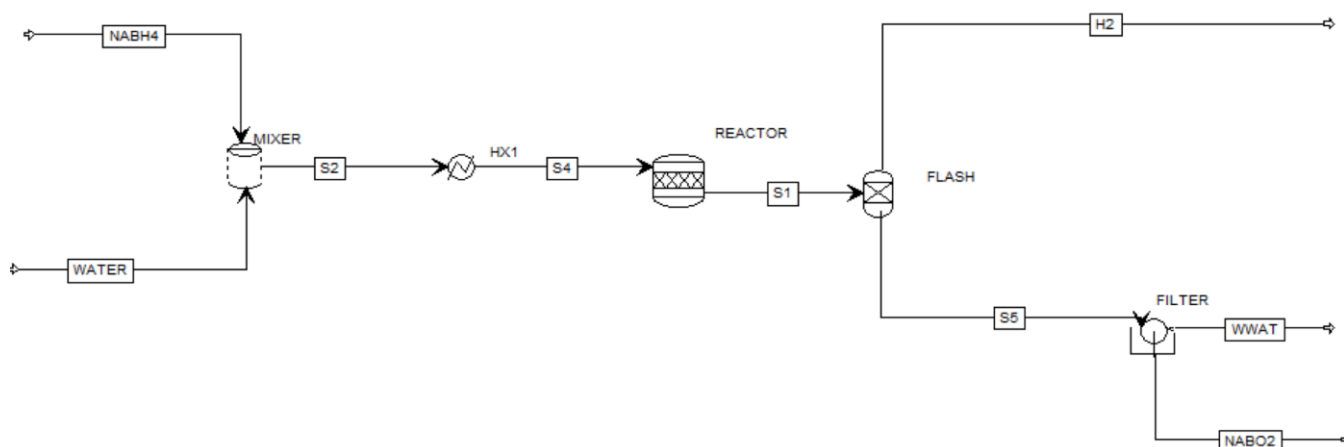 NABH4
H2
MIXER
REACTOR
HX1
S2
S4
S1
FLASH
WATER
FILTER
S5
WWAT
NABO2